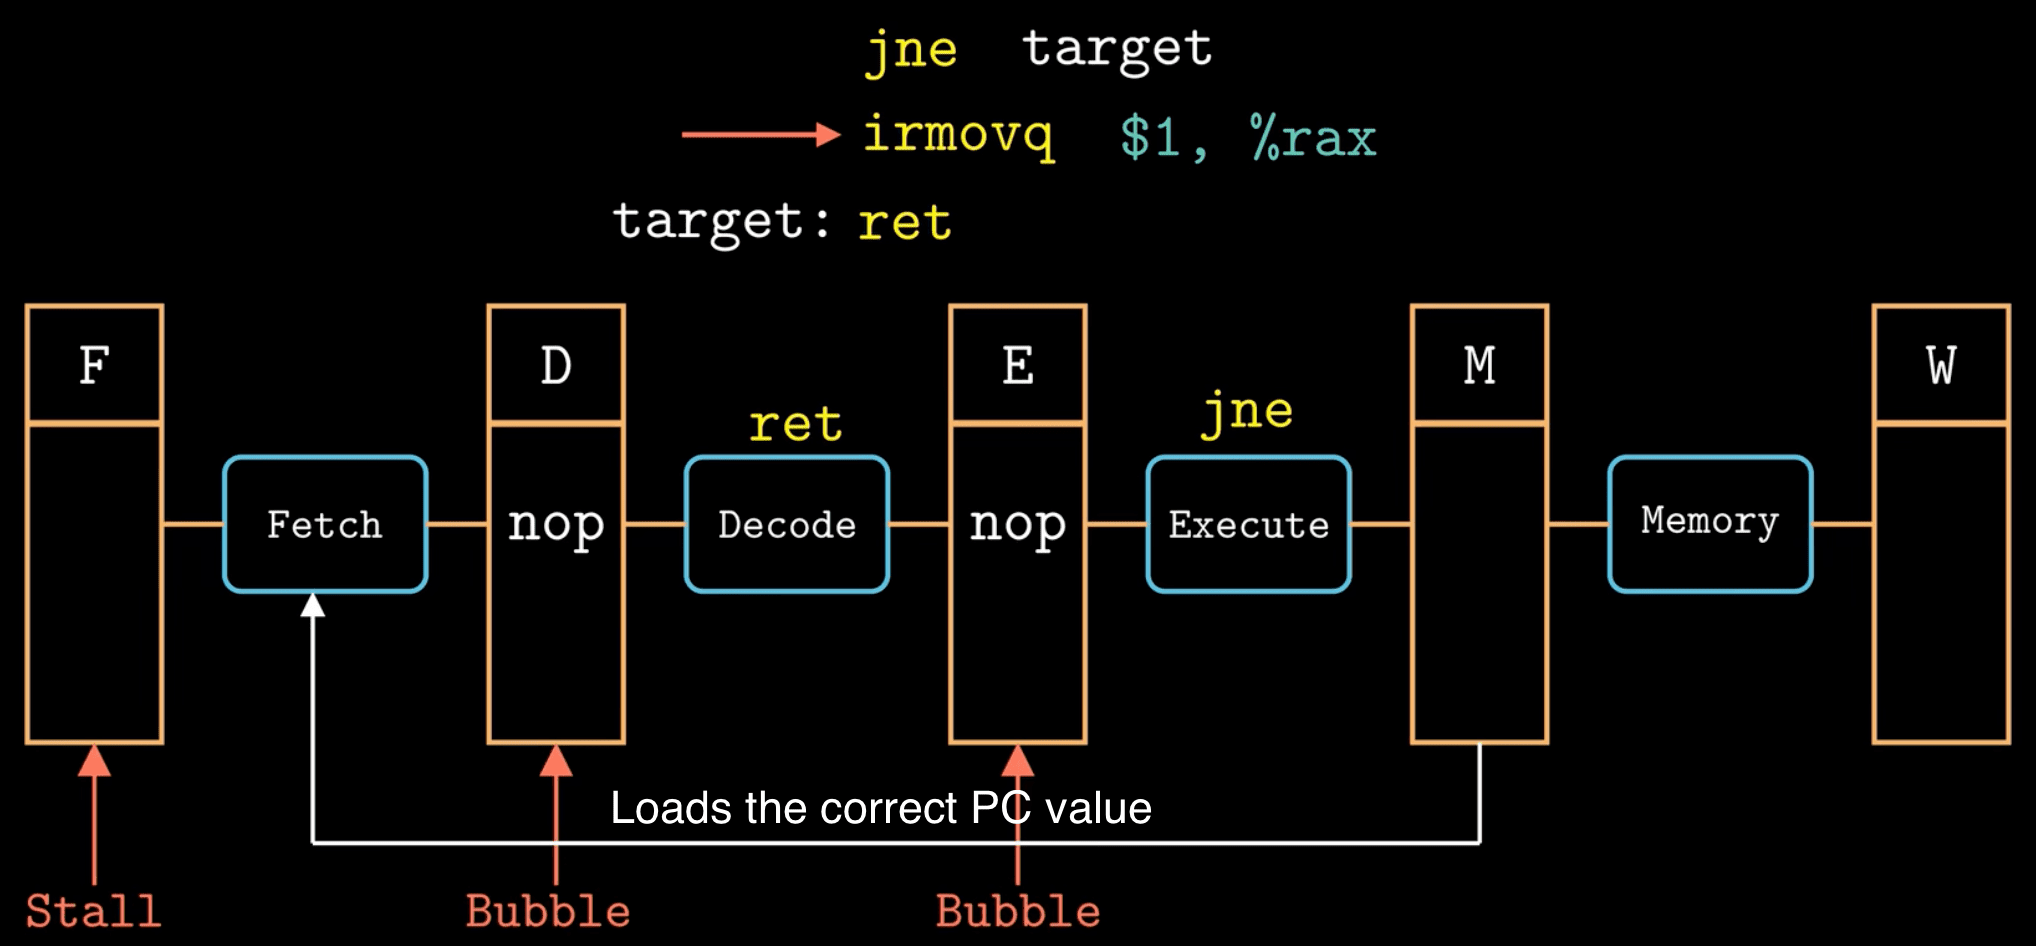 jne target
irmovq $1, %rax
target: ret
F
D
E
M
W
ret
jne
Fetch
nop
Decode
nop
Execute
Memory
Loads the correct PC value
Stall
Bubble
Bubble